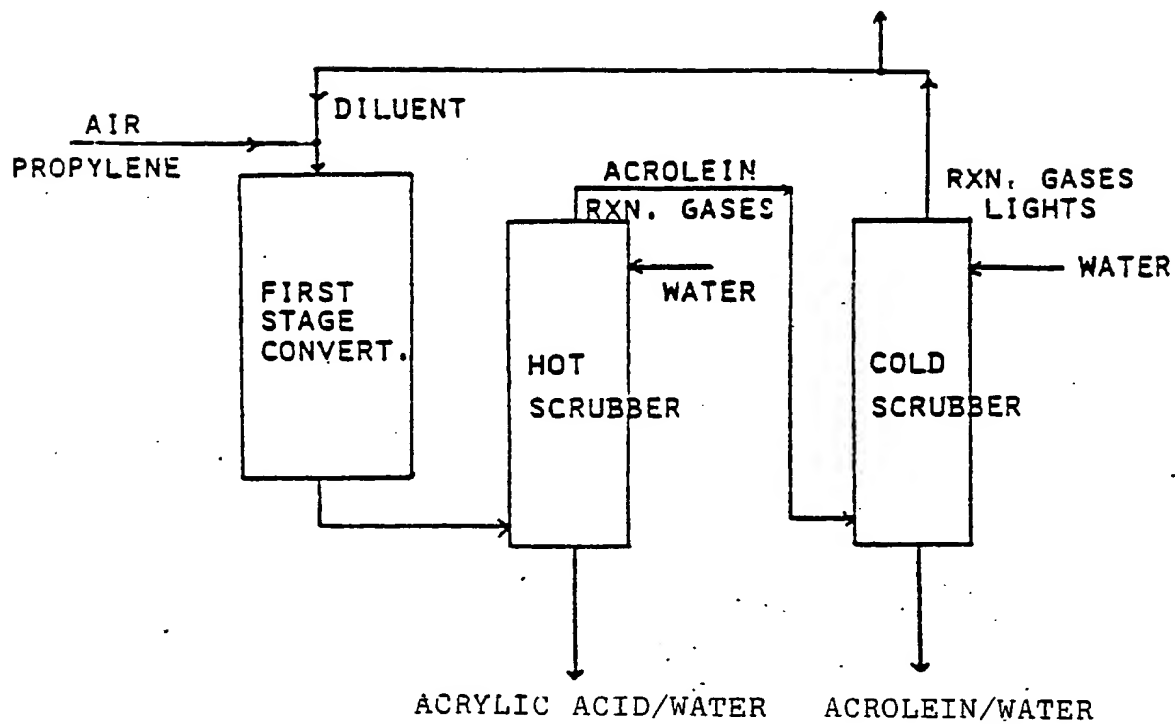 DILUENT
AIR
PROPYLENE
ACROLEIN
RXN. GASES
RXN. GASES
LIGHTS
WATER
WATER
FIRST
STAGE
CONVERT.
HOT
SCRUBBER
COLD
SCRUBBER
ACRYLIC ACID/WATER
ACROLEIN/WATER